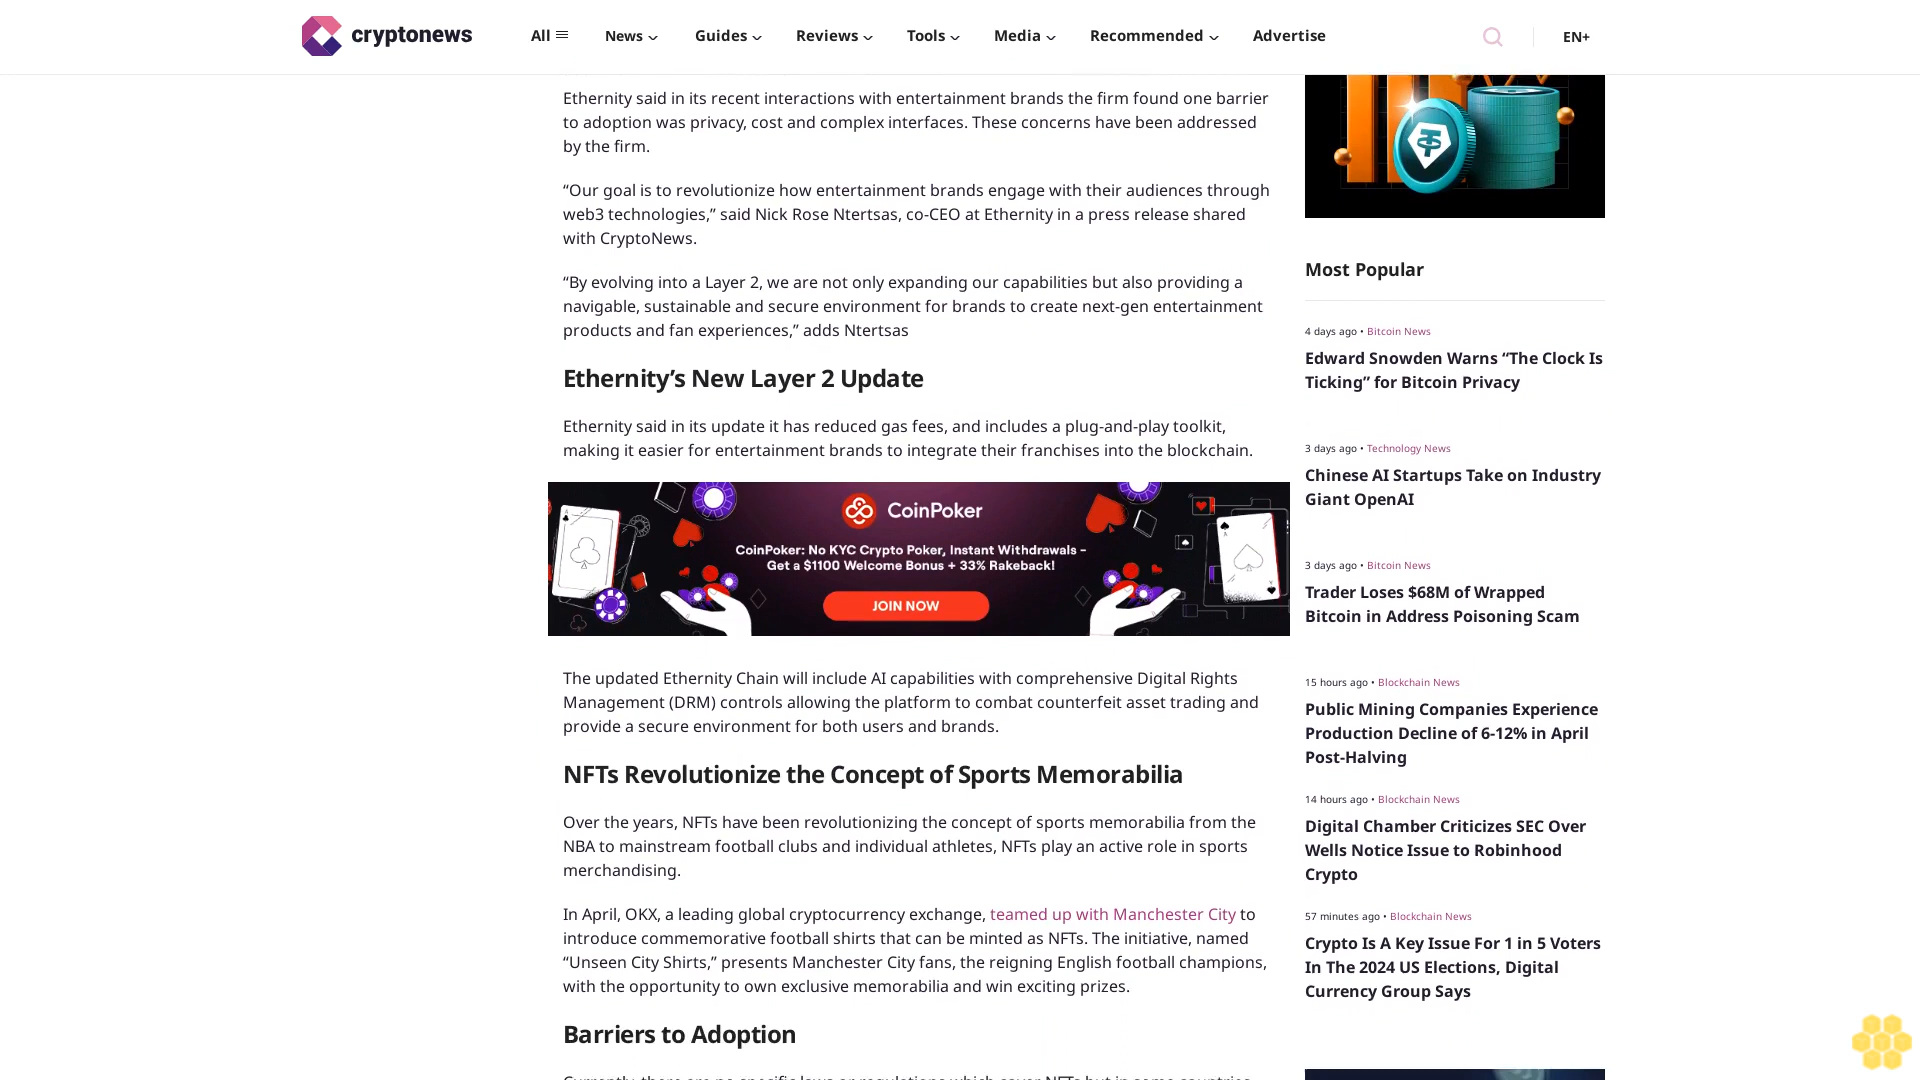 cryptonews
All
News
Guides
Reviews
Tools
Media
Recommended
Advertise
EN+
Ethernity said in its recent interactions with entertainment brands the firm found one barrier
to adoption was privacy, cost and complex interfaces. These concerns have been addressed
by the firm.
“Our goal is to revolutionize how entertainment brands engage with their audiences through
web3 technologies,” said Nick Rose Ntertsas, co-CEO at Ethernity in a press release shared
with CryptoNews.
“By evolving into a Layer 2, we are not only expanding our capabilities but also providing a
navigable, sustainable and secure environment for brands to create next-gen entertainment
products and fan experiences,” adds Ntertsas
Ethernity’s New Layer 2 Update
Ethernity said in its update it has reduced gas fees, and includes a plug-and-play toolkit,
making it easier for entertainment brands to integrate their franchises into the blockchain.
CoinPoker
CoinPoker: No KYC Crypto Poker, Instant Withdrawals –
Get a $1100 Welcome Bonus + 33% Rakeback!
JOIN NOW
The updated Ethernity Chain will include AI capabilities with comprehensive Digital Rights
Management (DRM) controls allowing the platform to combat counterfeit asset trading and
provide a secure environment for both users and brands.
NFTs Revolutionize the Concept of Sports Memorabilia
Over the years, NFTs have been revolutionizing the concept of sports memorabilia from the
NBA to mainstream football clubs and individual athletes, NFTs play an active role in sports
merchandising.
In April, OKX, a leading global cryptocurrency exchange, teamed up with Manchester City to
introduce commemorative football shirts that can be minted as NFTs. The initiative, named
“Unseen City Shirts,” presents Manchester City fans, the reigning English football champions,
with the opportunity to own exclusive memorabilia and win exciting prizes.
Barriers to Adoption
Currently, there are no specific laws or regulations which cover NFTs but in some countries
Most Popular
4 days ago • Bitcoin News
Edward Snowden Warns “The Clock Is
Ticking” for Bitcoin Privacy
3 days ago • Technology News
Chinese AI Startups Take on Industry
Giant OpenAI
3 days ago • Bitcoin News
Trader Loses $68M of Wrapped
Bitcoin in Address Poisoning Scam
15 hours ago • Blockchain News
Public Mining Companies Experience
Production Decline of 6-12% in April
Post-Halving
14 hours ago • Blockchain News
Digital Chamber Criticizes SEC Over
Wells Notice Issue to Robinhood
Crypto
57 minutes ago • Blockchain News
Crypto Is A Key Issue For 1 in 5 Voters
In The 2024 US Elections, Digital
Currency Group Says